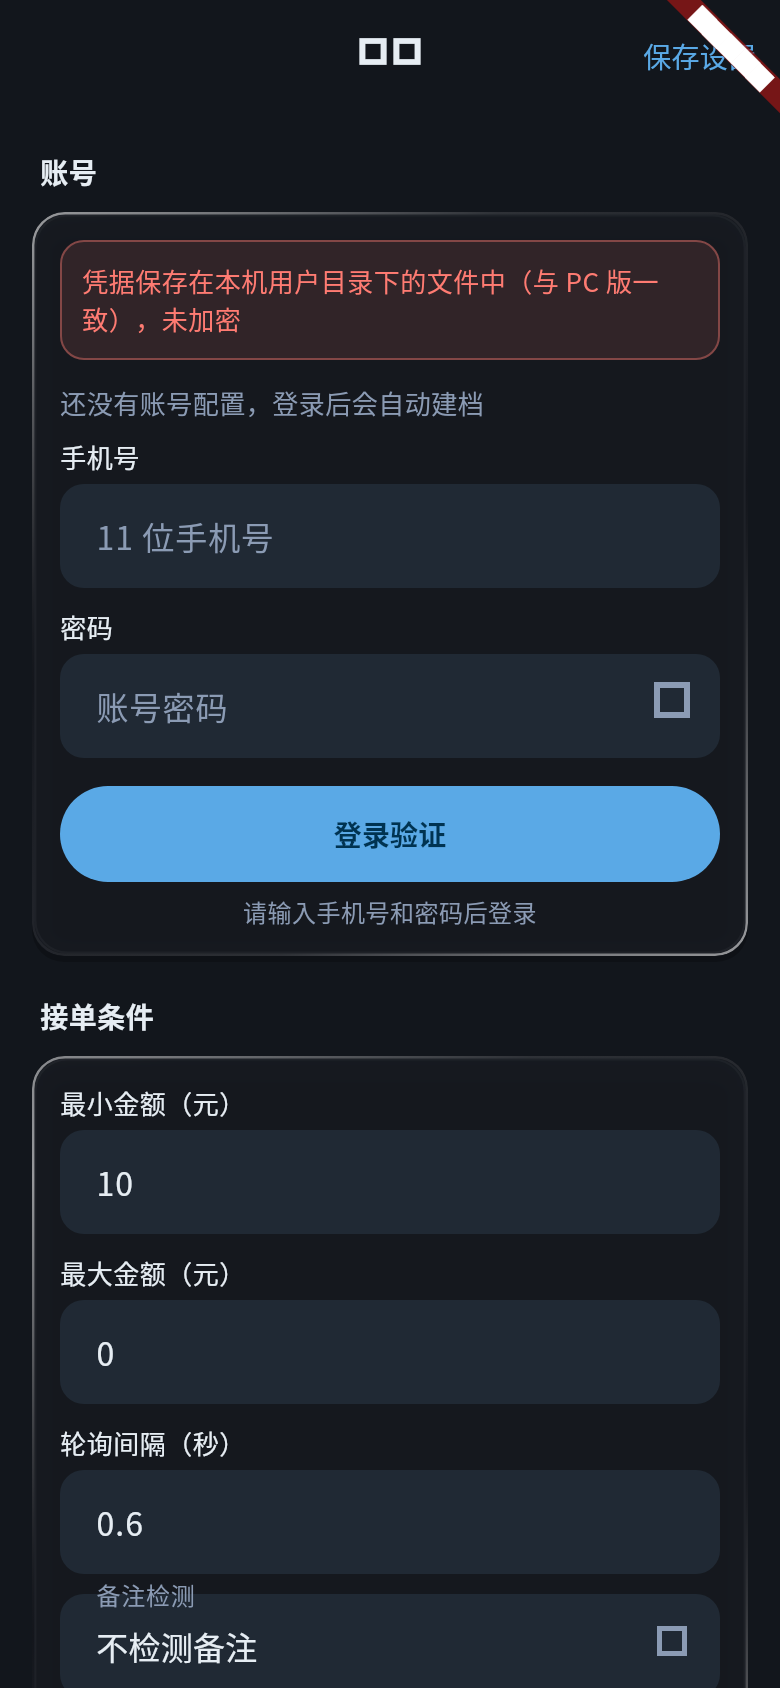 保存设
账号
凭据保存在本机用户目录下的文件中（与 PC 版一
致），未加密
还没有账号配置，登录后会自动建档
手机号
11 位手机号
密码
账号密码
登录验证
请输入手机号和密码后登录
接单条件
最小金额（元）
10
最大金额（元）
0
轮询间隔（秒）
0.6
备注检测
不检测备注